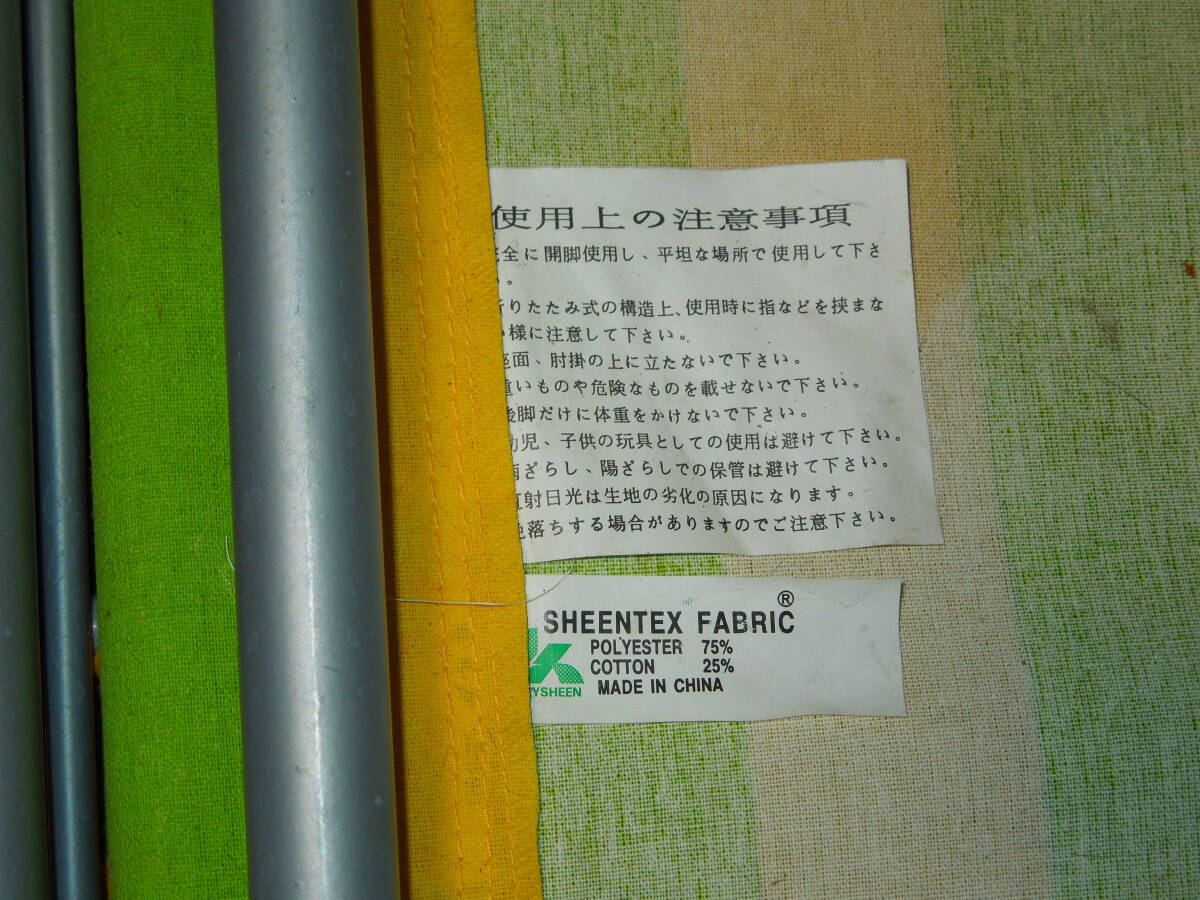 使用上の注意事項
全に開脚使用し、平坦な場所で使用して下さ
。
りたたみ式の構造上、使用時に指などを挟まな
様に注意して下さい。
面、肘掛の上に立たないで下さい。
重いものや危険なものを載せないで下さい。
後脚だけに体重をかけないで下さい。
幼児、子供の玩具としての使用は避けて下さい。
雨ざらし、陽ざらしでの保管は避けて下さい。
直射日光は生地の劣化の原因になります。
色落ちする場合がありますのでご注意下さい。
SHEENTEX FABRIC®
POLYESTER 75%
COTTON 25%
YSHEEN MADE IN CHINA